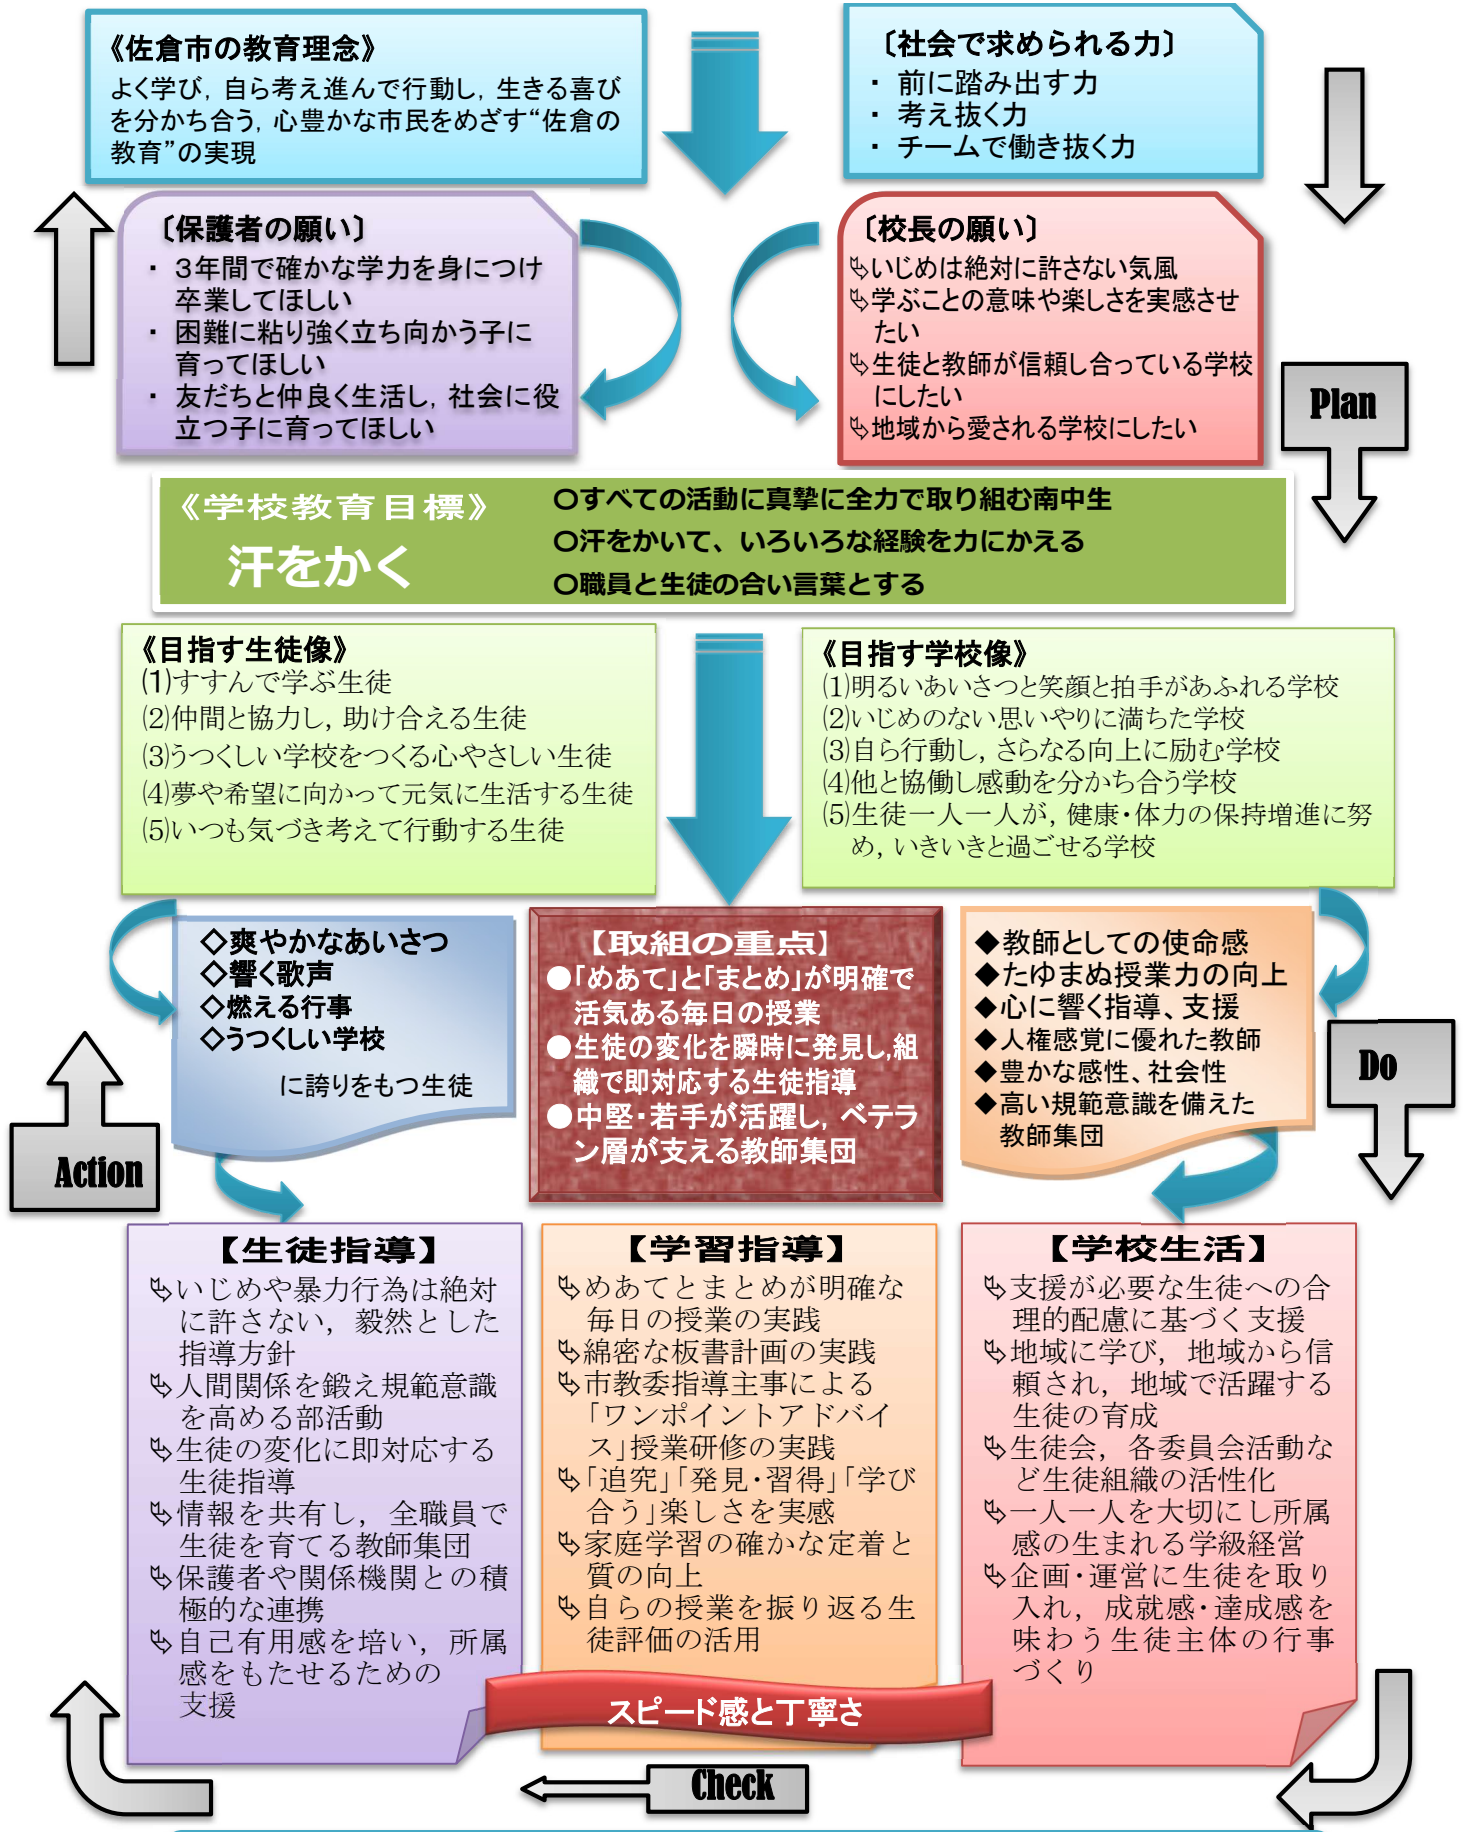 《佐倉市の教育理念》
よく学び，自ら考え進んで行動し，生きる喜び
を分かち合う，心豊かな市民をめざす“佐倉の
教育”の実現
〔社会で求められる力〕
・ 前に踏み出す力
・ 考え抜く力
・ チームで働き抜く力
〔保護者の願い〕
・ ３年間で確かな学力を身につけ
卒業してほしい
・ 困難に粘り強く立ち向かう子に
育ってほしい
・ 友だちと仲良く生活し，社会に役
立つ子に育ってほしい
〔校長の願い〕
いじめは絶対に許さない気風
学ぶことの意味や楽しさを実感させ
たい
生徒と教師が信頼し合っている学校
にしたい
地域から愛される学校にしたい
Plan
《学校教育目標》
汗をかく
○すべての活動に真摯に全力で取り組む南中生
○汗をかいて、いろいろな経験を力にかえる
○職員と生徒の合い言葉とする
《目指す生徒像》
(1)すすんで学ぶ生徒
(2)仲間と協力し，助け合える生徒
(3)うつくしい学校をつくる心やさしい生徒
(4)夢や希望に向かって元気に生活する生徒
(5)いつも気づき考えて行動する生徒
《目指す学校像》
(1)明るいあいさつと笑顔と拍手があふれる学校
(2)いじめのない思いやりに満ちた学校
(3)自ら行動し，さらなる向上に励む学校
(4)他と協働し感動を分かち合う学校
(5)生徒一人一人が，健康・体力の保持増進に努
め，いきいきと過ごせる学校
◇爽やかなあいさつ
◇響く歌声
◇燃える行事
◇うつくしい学校
に誇りをもつ生徒
【取組の重点】
●「めあて」と「まとめ」が明確で
活気ある毎日の授業
●生徒の変化を瞬時に発見し，組
織で即対応する生徒指導
●中堅・若手が活躍し，ベテラ
ン層が支える教師集団
◆教師としての使命感
◆たゆまぬ授業力の向上
◆心に響く指導、支援
◆人権感覚に優れた教師
◆豊かな感性、社会性
◆高い規範意識を備えた
教師集団
Do
Action
【生徒指導】
いじめや暴力行為は絶対
に許さない，毅然とした
指導方針
人間関係を鍛え規範意識
を高める部活動
生徒の変化に即対応する
生徒指導
情報を共有し，全職員で
生徒を育てる教師集団
保護者や関係機関との積
極的な連携
自己有用感を培い，所属
感をもたせるための
支援
【学習指導】
めあてとまとめが明確な
毎日の授業の実践
綿密な板書計画の実践
市教委指導主事による
「ワンポイントアドバイ
ス」授業研修の実践
「追究」「発見・習得」「学び
合う」楽しさを実感
家庭学習の確かな定着と
質の向上
自らの授業を振り返る生
徒評価の活用
【学校生活】
支援が必要な生徒への合
理的配慮に基づく支援
地域に学び，地域から信
頼され，地域で活躍する
生徒の育成
生徒会，各委員会活動な
ど生徒組織の活性化
一人一人を大切にし所属
感の生まれる学級経営
企画・運営に生徒を取り
入れ，成就感・達成感を
味わう生徒主体の行事
づくり
スピード感と丁寧さ
Check